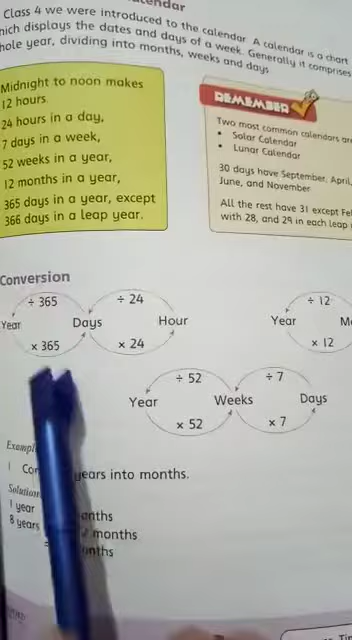 Class 4 we were introduced to the calendar. A calendar is a chart
which displays the dates and days of a week. Generally it comprises
whole year, dividing into months, weeks and days.
Midnight to noon makes
12 hours.
24 hours in a day,
7 days in a week,
52 weeks in a year,
12 months in a year,
365 days in a year, except
366 days in a leap year.
REMEMBER
Two most common calendars are
• Solar Calendar
• Lunar Calendar
30 days have September, April,
June, and November
All the rest have 31 except
with 28, and 29 in each leap
Conversion
÷ 365 ÷ 24
Year Days Hour
x 365 x 24
÷ 12
Year
x 12
÷ 52 ÷ 7
Year Weeks Days
x 52 x 7
1 years into months.
Solution
1 year
8 years months